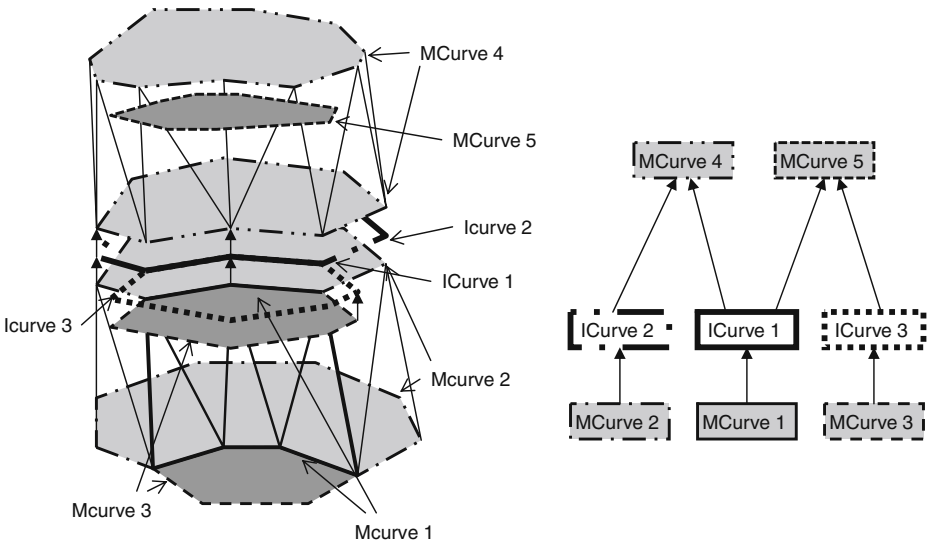 MCurve 4
MCurve 5
Icurve 2
ICurve 1
Icurve 3
Mcurve 2
Mcurve 3
Mcurve 1
MCurve 4 MCurve 5
ICurve 2 ICurve 1 ICurve 3
MCurve 2 MCurve 1 MCurve 3